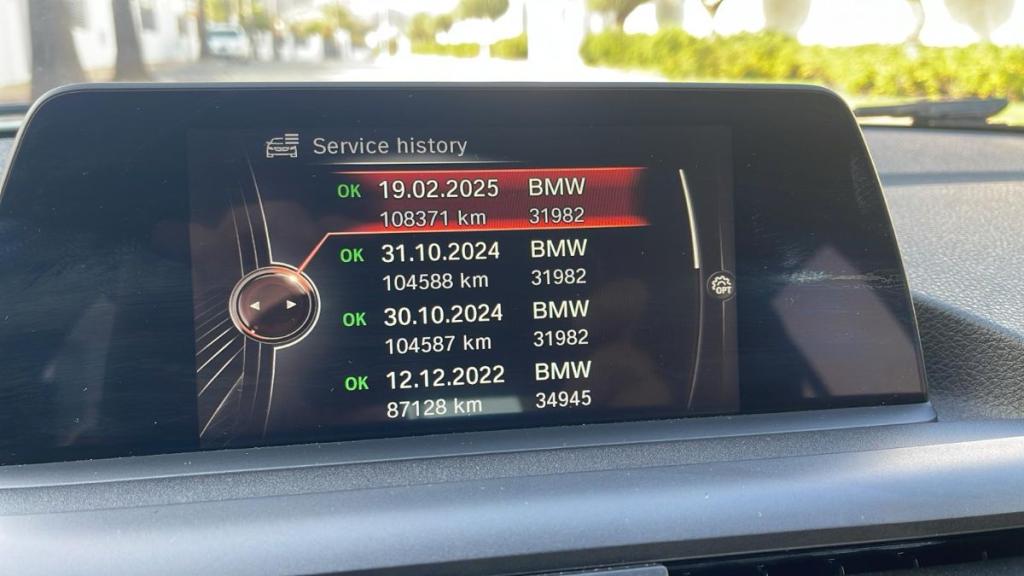 Service history
OK 19.02.2025 BMW
108371 km 31982
OK 31.10.2024 BMW
104588 km 31982
OK 30.10.2024 BMW
104587 km 31982
OK 12.12.2022 BMW
87128 km 34945
OPT